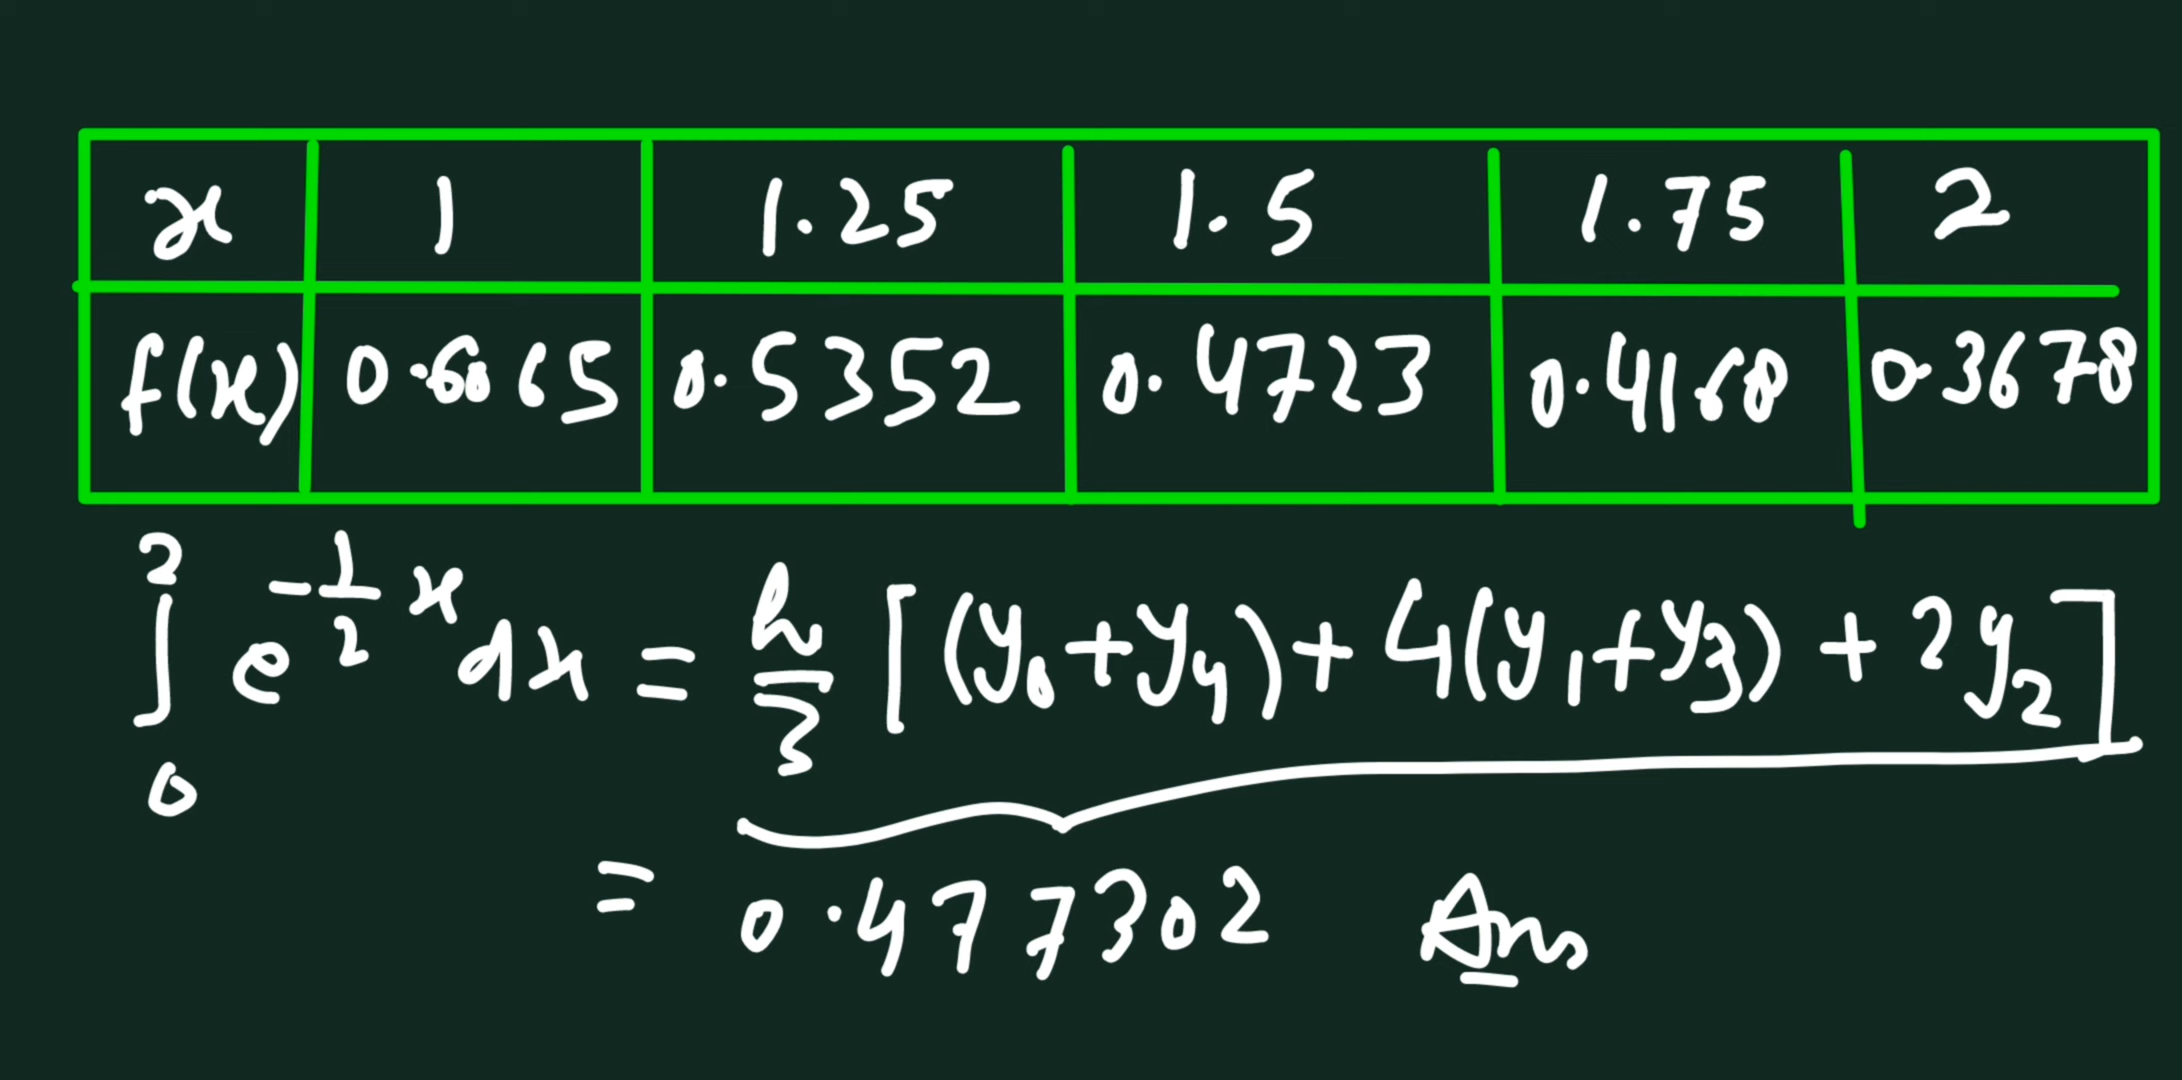 x 1 1.25 1.5 1.75 2
f(x) 0.6065 0.5352 0.4723 0.4168 0.3678
∫₀² e^(-1/2 x) dx = h/3 [(y₀+y₄)+4(y₁+y₃)+2y₂]
= 0.477302 Ans